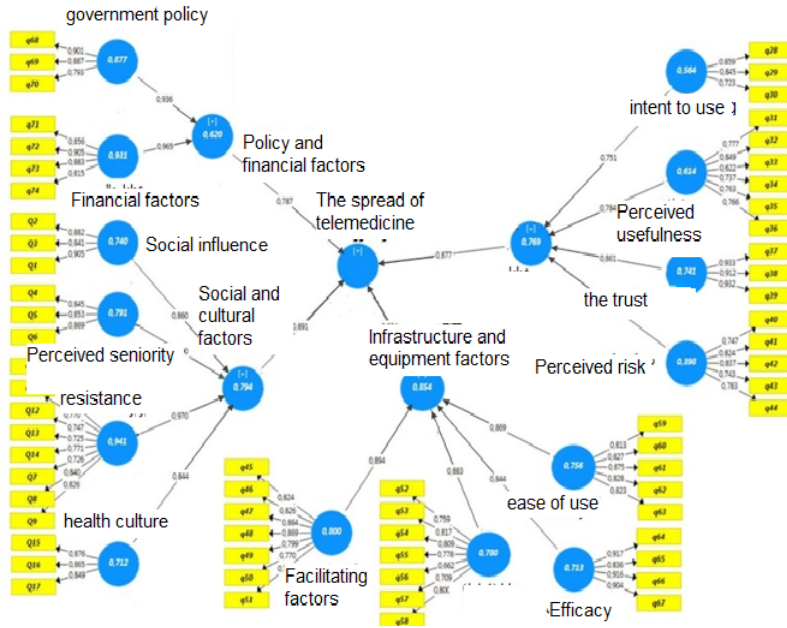 government policy
q68
q69
q70
0,901
0,887
0,793
0,877
0,936
q71
q72
q73
q74
0,856
0,905
0,883
0,815
0,931
0,965
[+]
0,620
Policy and
financial factors
0,787
Financial factors
Q2
Q3
Q1
0,882
0,841
0,905
0,740
Social influence
0,860
The spread of
telemedicine
[+]
Q4
Q5
Q6
0,845
0,853
0,869
0,791
Perceived seniority
Social and
cultural
factors
[+]
0,794
0,891
resistance
Q12
Q13
Q14
Q7
Q8
Q9
0,747
0,725
0,771
0,726
0,840
0,826
0,941
0,970
health culture
Q15
Q16
Q17
0,876
0,865
0,849
0,712
0,844
q28
q29
q30
0,859
0,845
0,723
0,564
intent to use
0,751
q31
q32
q33
q34
q35
q36
0,777
0,849
0,622
0,737
0,763
0,766
0,614
Perceived
usefulness
0,784
[+]
0,769
0,877
q37
q38
q39
0,933
0,912
0,932
0,741
the trust
0,861
q40
q41
q42
q43
q44
0,747
0,824
0,837
0,743
0,783
0,398
Perceived risk
Infrastructure and
equipment factors
0,854
q45
q46
q47
q48
q49
q50
q51
0,824
0,826
0,864
0,869
0,799
0,770
0,800
Facilitating
factors
0,894
q52
q53
q54
q55
q56
q57
q58
0,759
0,817
0,809
0,778
0,662
0,709
0,700
0,883
q59
q60
q61
q62
q63
0,813
0,827
0,875
0,828
0,823
0,756
ease of use
0,869
q64
q65
q66
q67
0,917
0,836
0,916
0,904
0,713
Efficacy
0,844